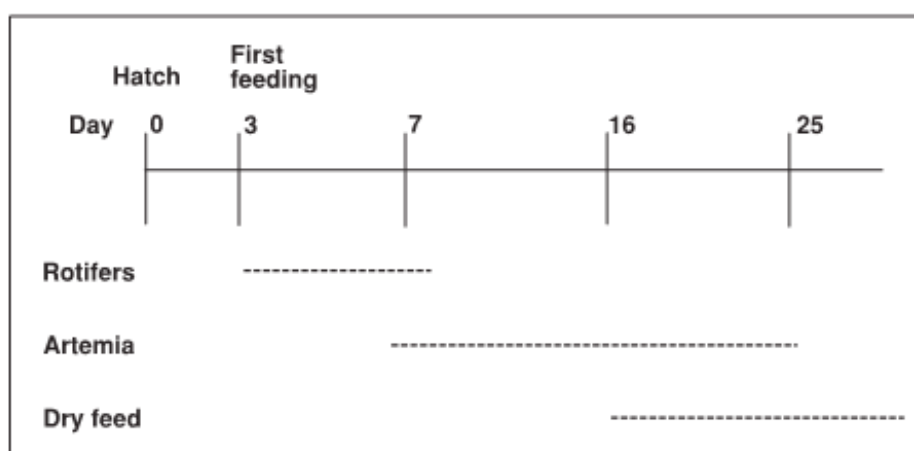 Hatch
First
feeding
Day 0 3 7 16 25
Rotifers
Artemia
Dry feed